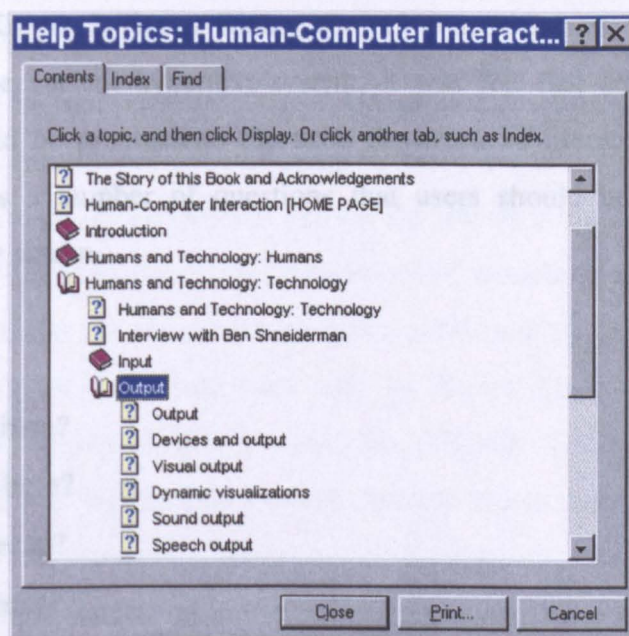 Help Topics: Human-Computer Interact... ? ×
Contents Index Find
Click a topic, and then click Display. Or click another tab, such as Index.
? The Story of this Book and Acknowledgements
? Human-Computer Interaction [HOME PAGE]
Introduction
Humans and Technology: Humans
Humans and Technology: Technology
? Humans and Technology: Technology
? Interview with Ben Shneiderman
Input
Output
? Output
? Devices and output
? Visual output
? Dynamic visualizations
? Sound output
? Speech output
Close Print... Cancel